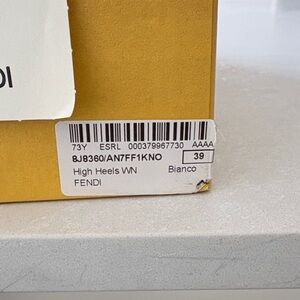 DI
73Y ESRL 000379967730 AAAA
8J8360/AN7FF1KNO 39
High Heels WN Bianco
FENDI